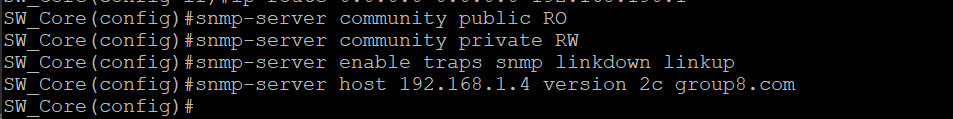 SW_Core(config)#snmp-server community public RO
SW_Core(config)#snmp-server community private RW
SW_Core(config)#snmp-server enable traps snmp linkdown linkup
SW_Core(config)#snmp-server host 192.168.1.4 version 2c group8.com
SW_Core(config)#